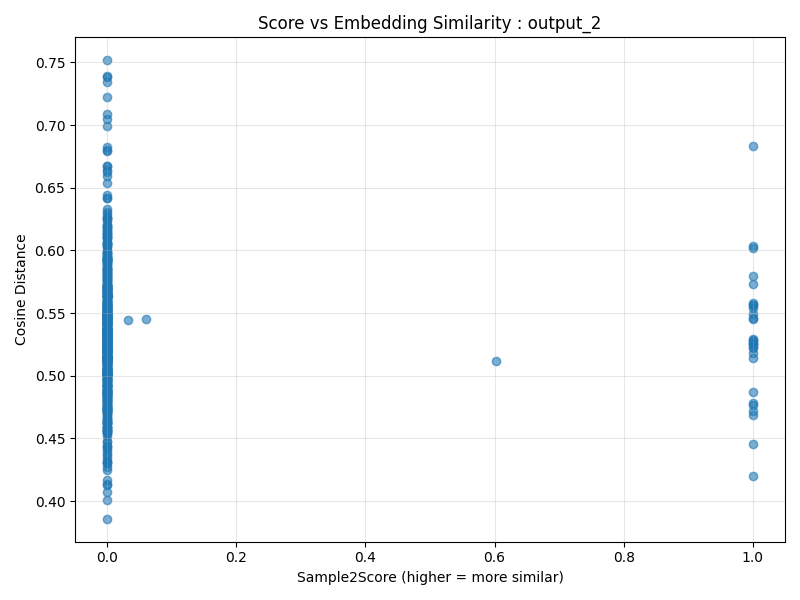 Score vs Embedding Similarity : output_2
0.75
0.70
0.65
0.60
0.55
0.50
0.45
0.40
Cosine Distance
0.0 0.2 0.4 0.6 0.8 1.0
Sample2Score (higher = more similar)